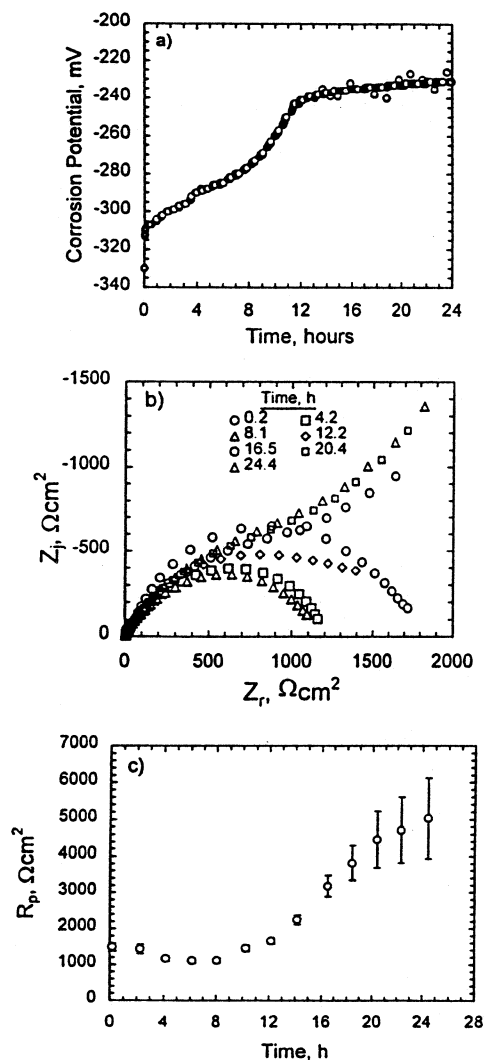 a)
-200
-220
-240
-260
-280
-300
-320
-340
Corrosion Potential, mV
0 4 8 12 16 20 24
Time, hours
b)
-1500
-1000
-500
0
Zj, Ωcm2
Time, h
0.2 4.2
8.1 12.2
16.5 20.4
24.4
0 500 1000 1500 2000
Zr, Ωcm2
c)
7000
6000
5000
4000
3000
2000
1000
0
Rp, Ωcm2
0 4 8 12 16 20 24 28
Time, h